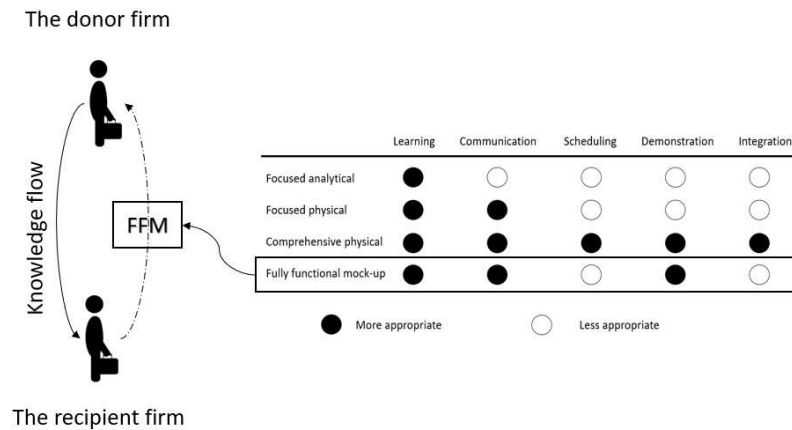 The donor firm
Knowledge flow
FFM
The recipient firm
Learning Communication Scheduling Demonstration Integration
Focused analytical
Focused physical
Comprehensive physical
Fully functional mock-up
More appropriate Less appropriate